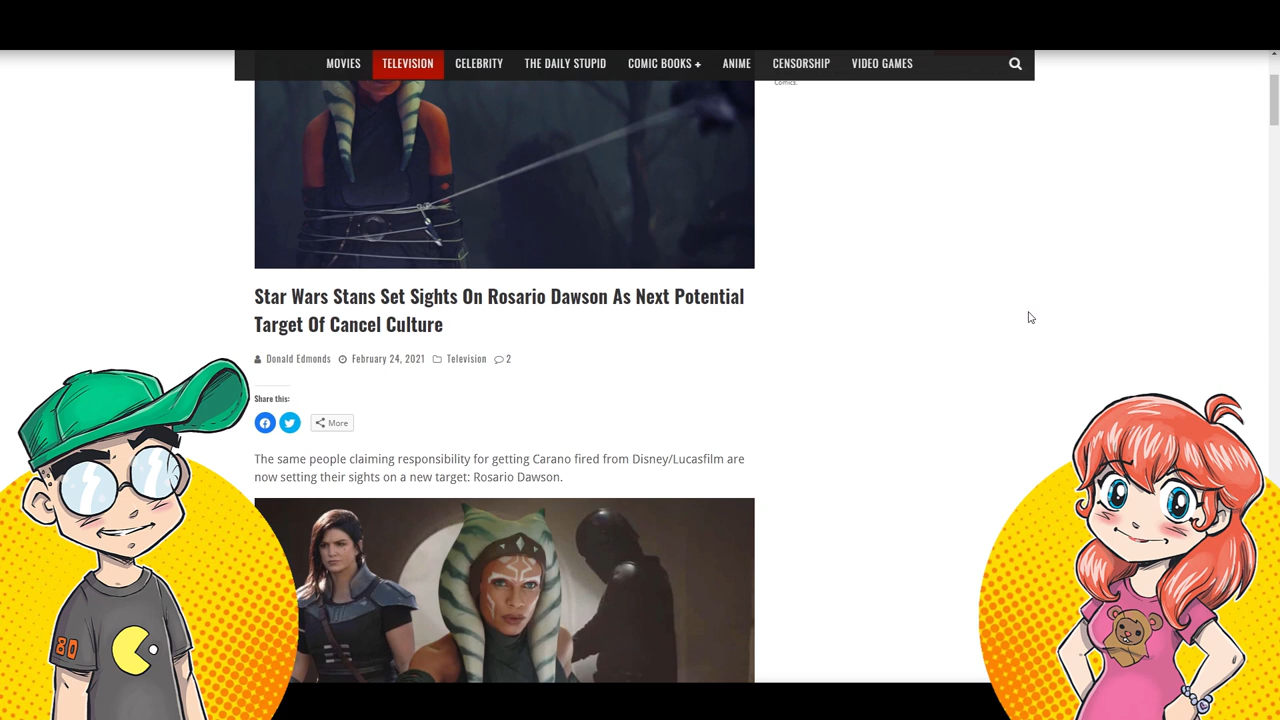 MOVIES TELEVISION CELEBRITY THE DAILY STUPID COMIC BOOKS + ANIME CENSORSHIP VIDEO GAMES
Comics.
Star Wars Stans Set Sights On Rosario Dawson As Next Potential
Target Of Cancel Culture
Donald Edmonds February 24, 2021 Television 2
Share this:
More
The same people claiming responsibility for getting Carano fired from Disney/Lucasfilm are
now setting their sights on a new target: Rosario Dawson.
80